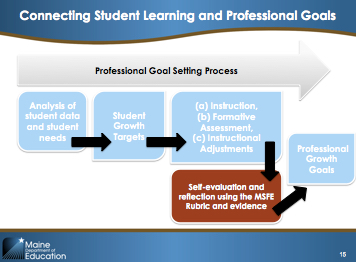 Connecting Student Learning and Professional Goals
Professional Goal Setting Process
Analysis of
student data
and student
needs
Student
Growth
Targets
(a) Instruction,
(b) Formative
Assessment,
(c) Instructional
Adjustments
Professional
Growth
Goals
Self-evaluation and
reflection using the MSFE
Rubric and evidence
Maine
Department of
Education
15